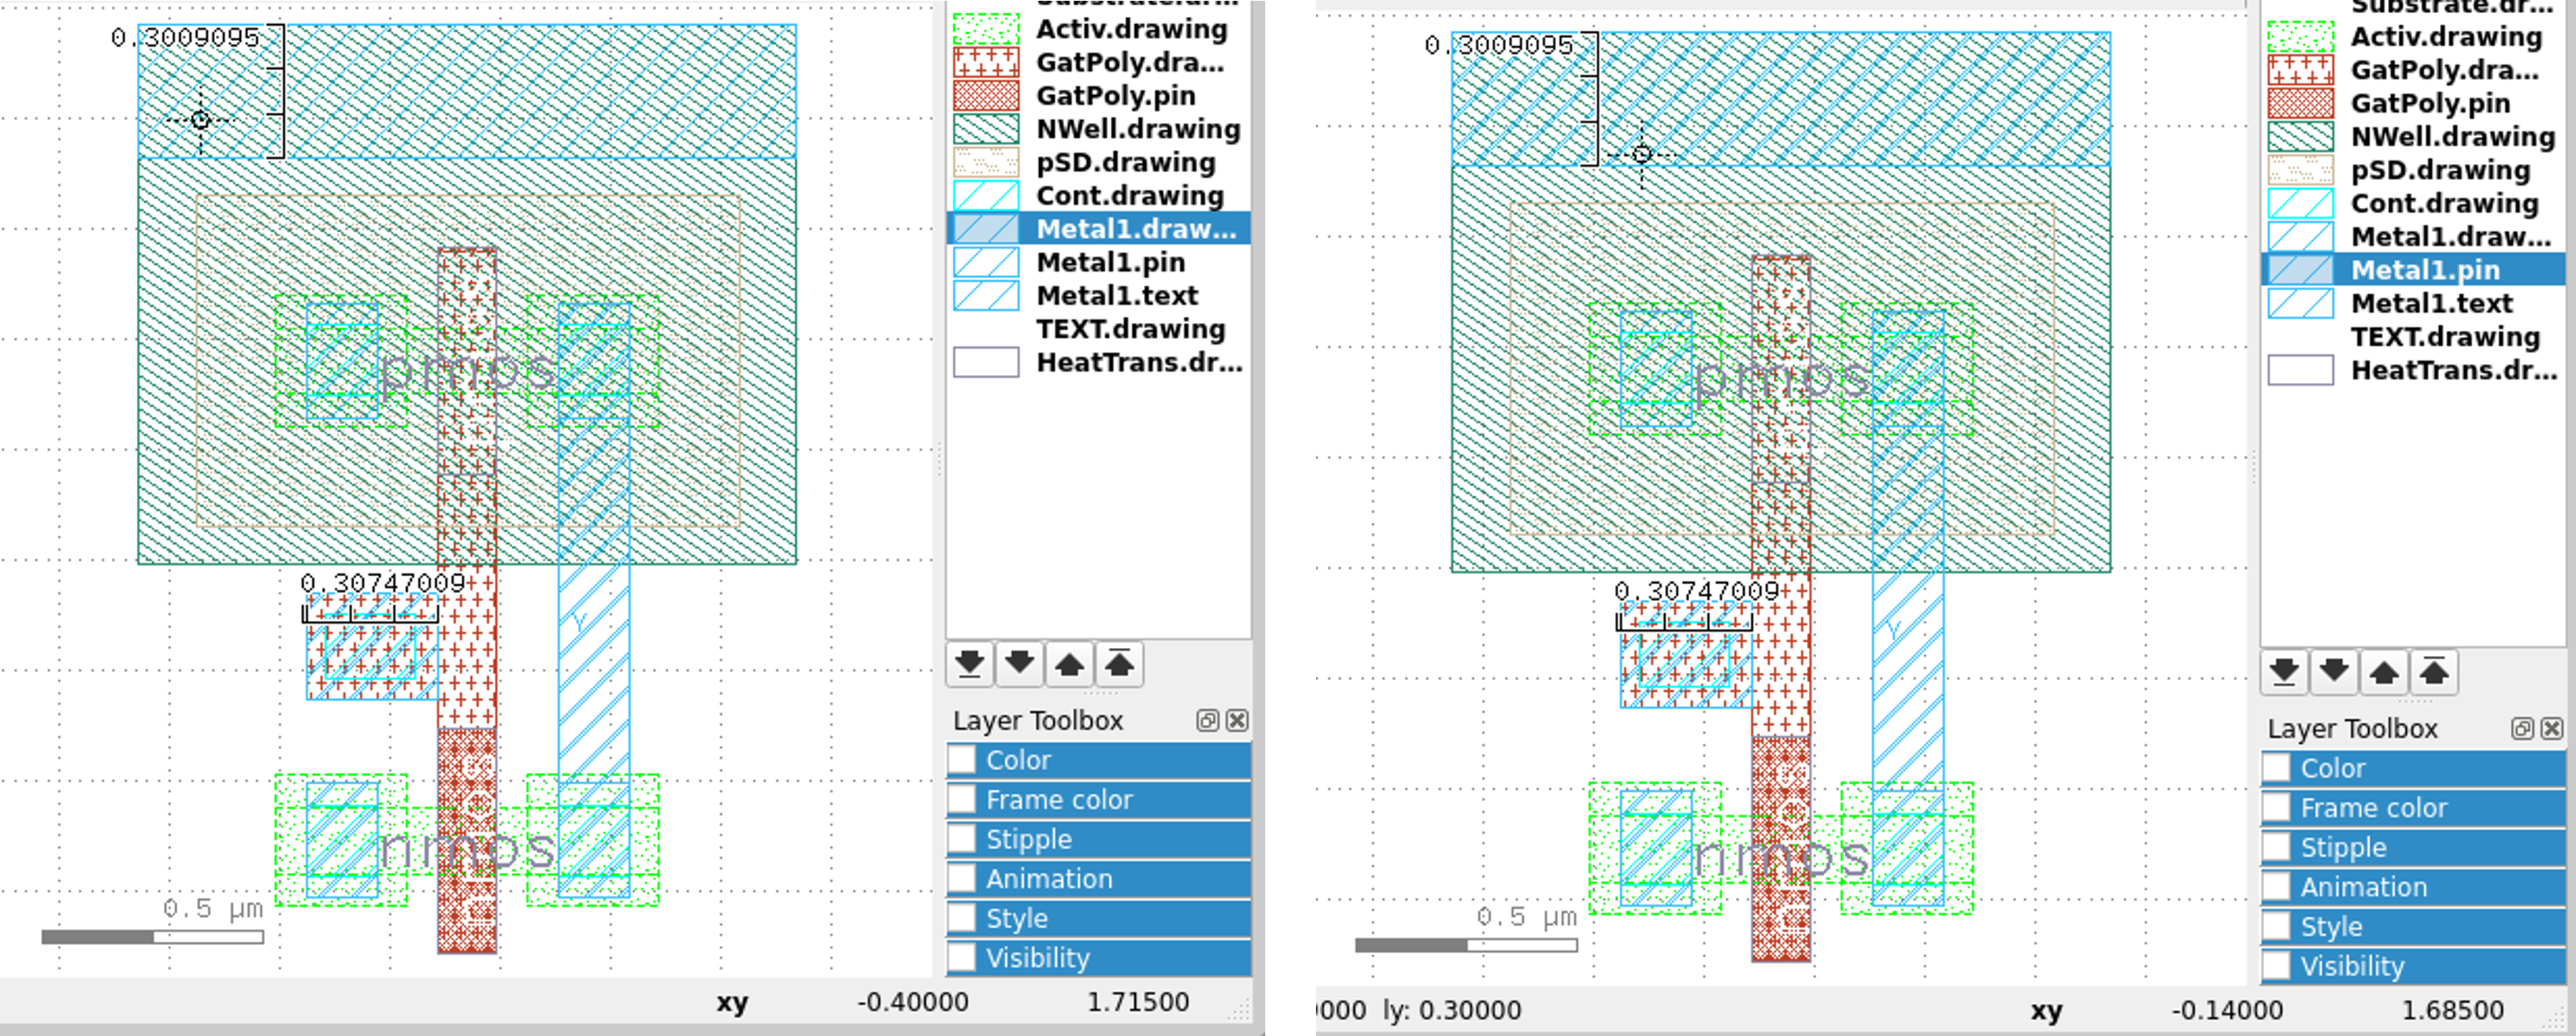 Substrate.dr...
Activ.drawing
GatPoly.dra...
GatPoly.pin
NWell.drawing
pSD.drawing
Cont.drawing
Metal1.draw...
Metal1.pin
Metal1.text
TEXT.drawing
HeatTrans.dr...
0.3009095
pmos
0.30747009
Y
nmos
0.5 µm
Layer Toolbox
Color
Frame color
Stipple
Animation
Style
Visibility
xy -0.40000 1.71500
Substrate.dr...
Activ.drawing
GatPoly.dra...
GatPoly.pin
NWell.drawing
pSD.drawing
Cont.drawing
Metal1.draw...
Metal1.pin
Metal1.text
TEXT.drawing
HeatTrans.dr...
0.3009095
pmos
0.30747009
Y
nmos
0.5 µm
Layer Toolbox
Color
Frame color
Stipple
Animation
Style
Visibility
ly: 0.30000 xy -0.14000 1.68500